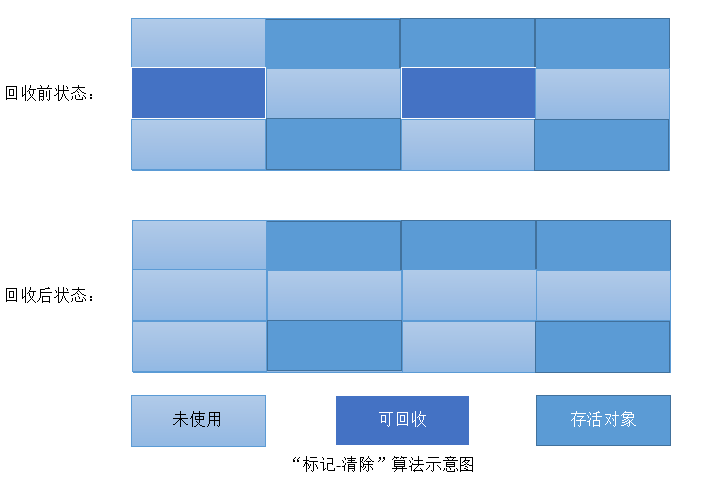 回收前状态：
回收后状态：
未使用
可回收
存活对象
“标记-清除”算法示意图